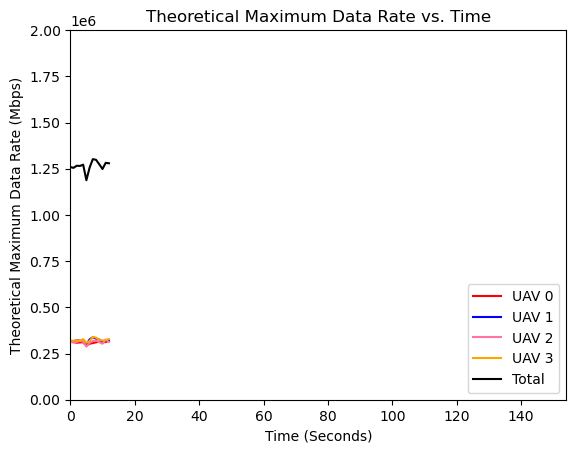 Theoretical Maximum Data Rate vs. Time
1e6
2.00
1.75
1.50
1.25
1.00
0.75
0.50
0.25
0.00
Theoretical Maximum Data Rate (Mbps)
UAV 0
UAV 1
UAV 2
UAV 3
Total
0 20 40 60 80 100 120 140
Time (Seconds)